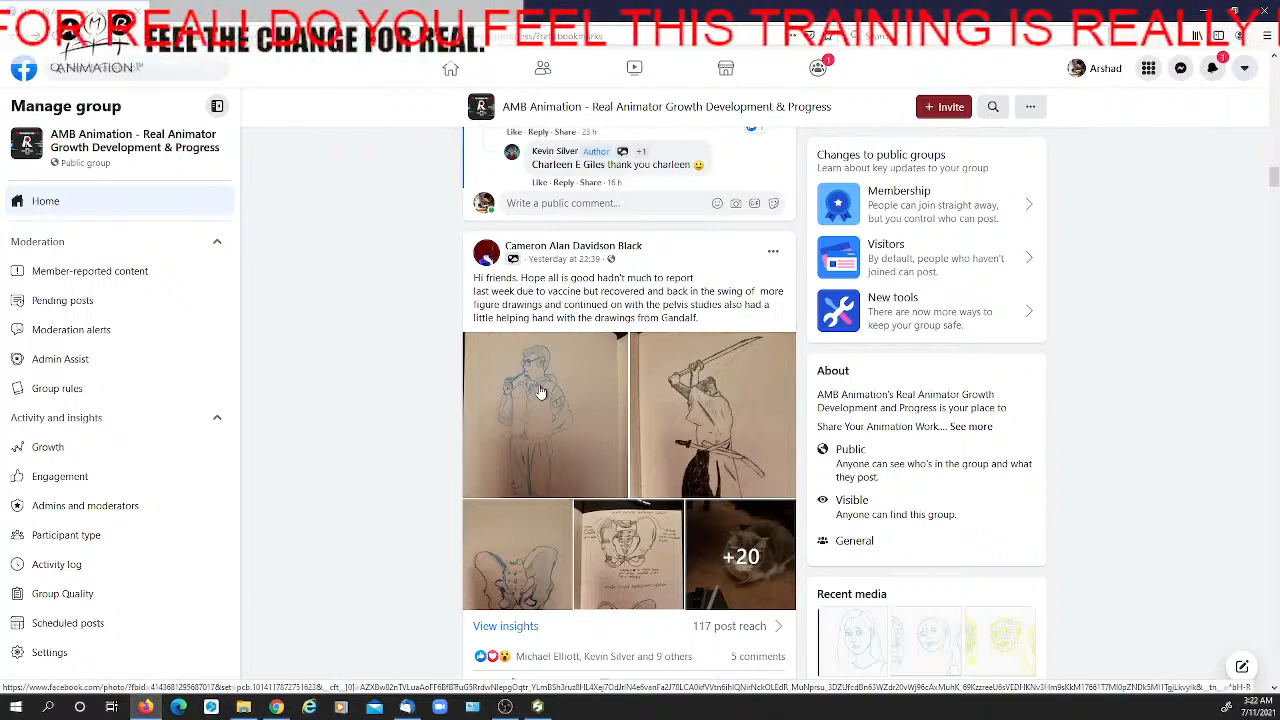 FOR REALL DO YOU FEEL THIS TRAINING IS REALLY
FEEL THE CHANGE FOR REAL.
ANIMATION
Arshad
1
1
Manage group
AMB Animation - Real Animator
Growth Development & Progress
Public group
Home
Moderation
Member-reported content
Pending posts
Moderation alerts
Admin Assist
Group rules
Activity and insights
Growth
Engagement
Admins and moderators
Participant type
Activity log
Group Quality
Scheduled posts
Settings
AMB Animation - Real Animator Growth Development & Progress
+ Invite
Like · Reply · Share · 23 h
Kevin Silver Author +1
Charleen E Giles thank you charleen
Like · Reply · Share · 16 h
Write a public comment...
Cameron Alan Davidson Black
· Yesterday at 22:39 ·
Hi friends. Hope all is god hadn't much to report
last week due to vaccine but recovered and back in the swing of more
figure drawings and continued on with the pelvis studies also had a
little helping hand with the drawings from Gandalf.
+20
View insights
117 post reach
Michael Elliott, Kevin Silver and 9 others
5 comments
Changes to public groups
Learn about key updates to your group
Membership
People can join straight away,
but you control who can post.
Visitors
By default, people who haven't
joined can post.
New tools
There are now more ways to
keep your group safe.
About
AMB Animation's Real Animator Growth
Development and Progress is your place to
Share Your Animation Work.... See more
Public
Anyone can see who's in the group and what
they post.
Visible
Anyone can find this group.
General
Recent media
3:22 AM
7/11/2021